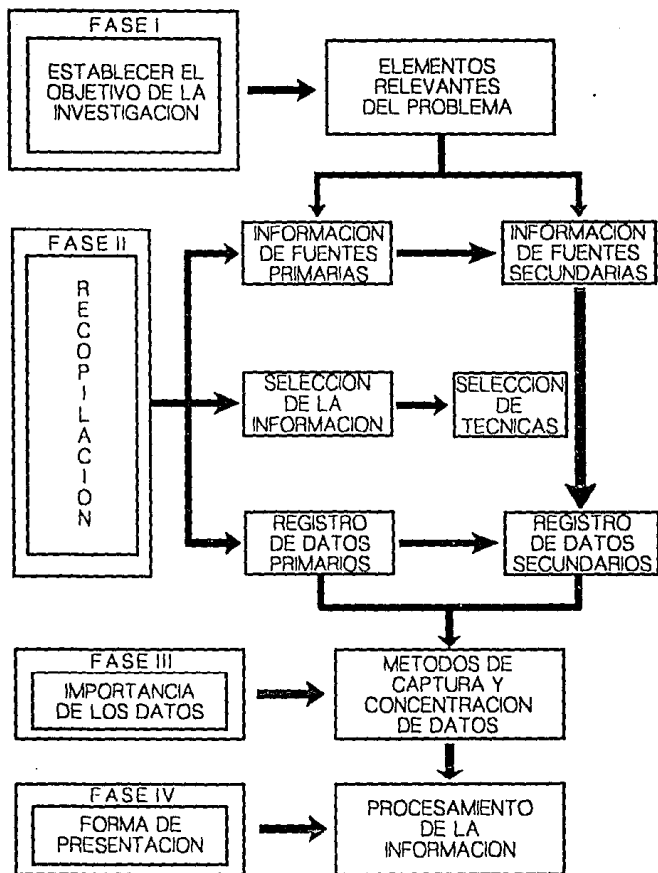 FASE I
ESTABLECER EL
OBJETIVO DE LA
INVESTIGACION
ELEMENTOS
RELEVANTES
DEL PROBLEMA
FASE II
RECOPILACION
INFORMACION
DE FUENTES
PRIMARIAS
INFORMACION
DE FUENTES
SECUNDARIAS
SELECCION
DE LA
INFORMACION
SELECCION
DE
TECNICAS
REGISTRO
DE DATOS
PRIMARIOS
REGISTRO
DE DATOS
SECUNDARIOS
FASE III
IMPORTANCIA
DE LOS DATOS
METODOS DE
CAPTURA Y
CONCENTRACION
DE DATOS
FASE IV
FORMA DE
PRESENTACION
PROCESAMIENTO
DE LA
INFORMACION